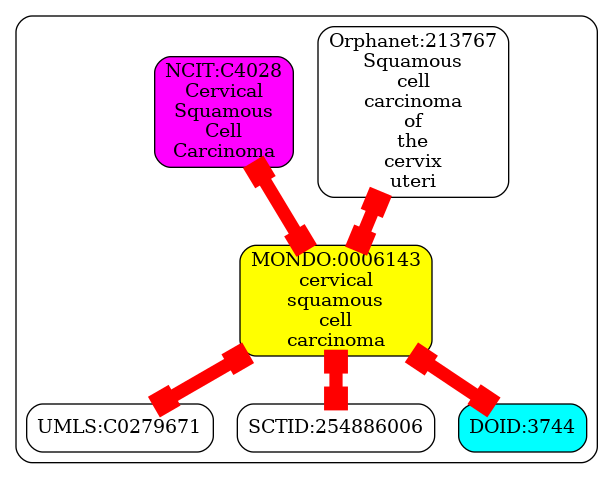 NCIT:C4028
Cervical
Squamous
Cell
Carcinoma
Orphanet:213767
Squamous
cell
carcinoma
of
the
cervix
uteri
MONDO:0006143
cervical
squamous
cell
carcinoma
UMLS:C0279671
SCTID:254886006
DOID:3744